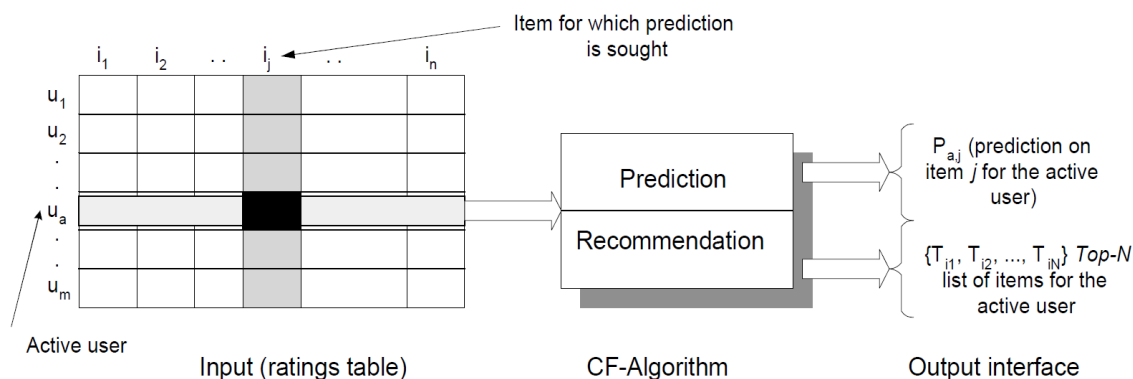 Item for which prediction
is sought
i1 i2 . . ij . . in
u1
u2
.
.
ua
.
.
um
Active user
Input (ratings table)
Prediction
Recommendation
CF-Algorithm
Pa,j (prediction on
item j for the active
user)
{Ti1, Ti2, ..., TiN} Top-N
list of items for the
active user
Output interface